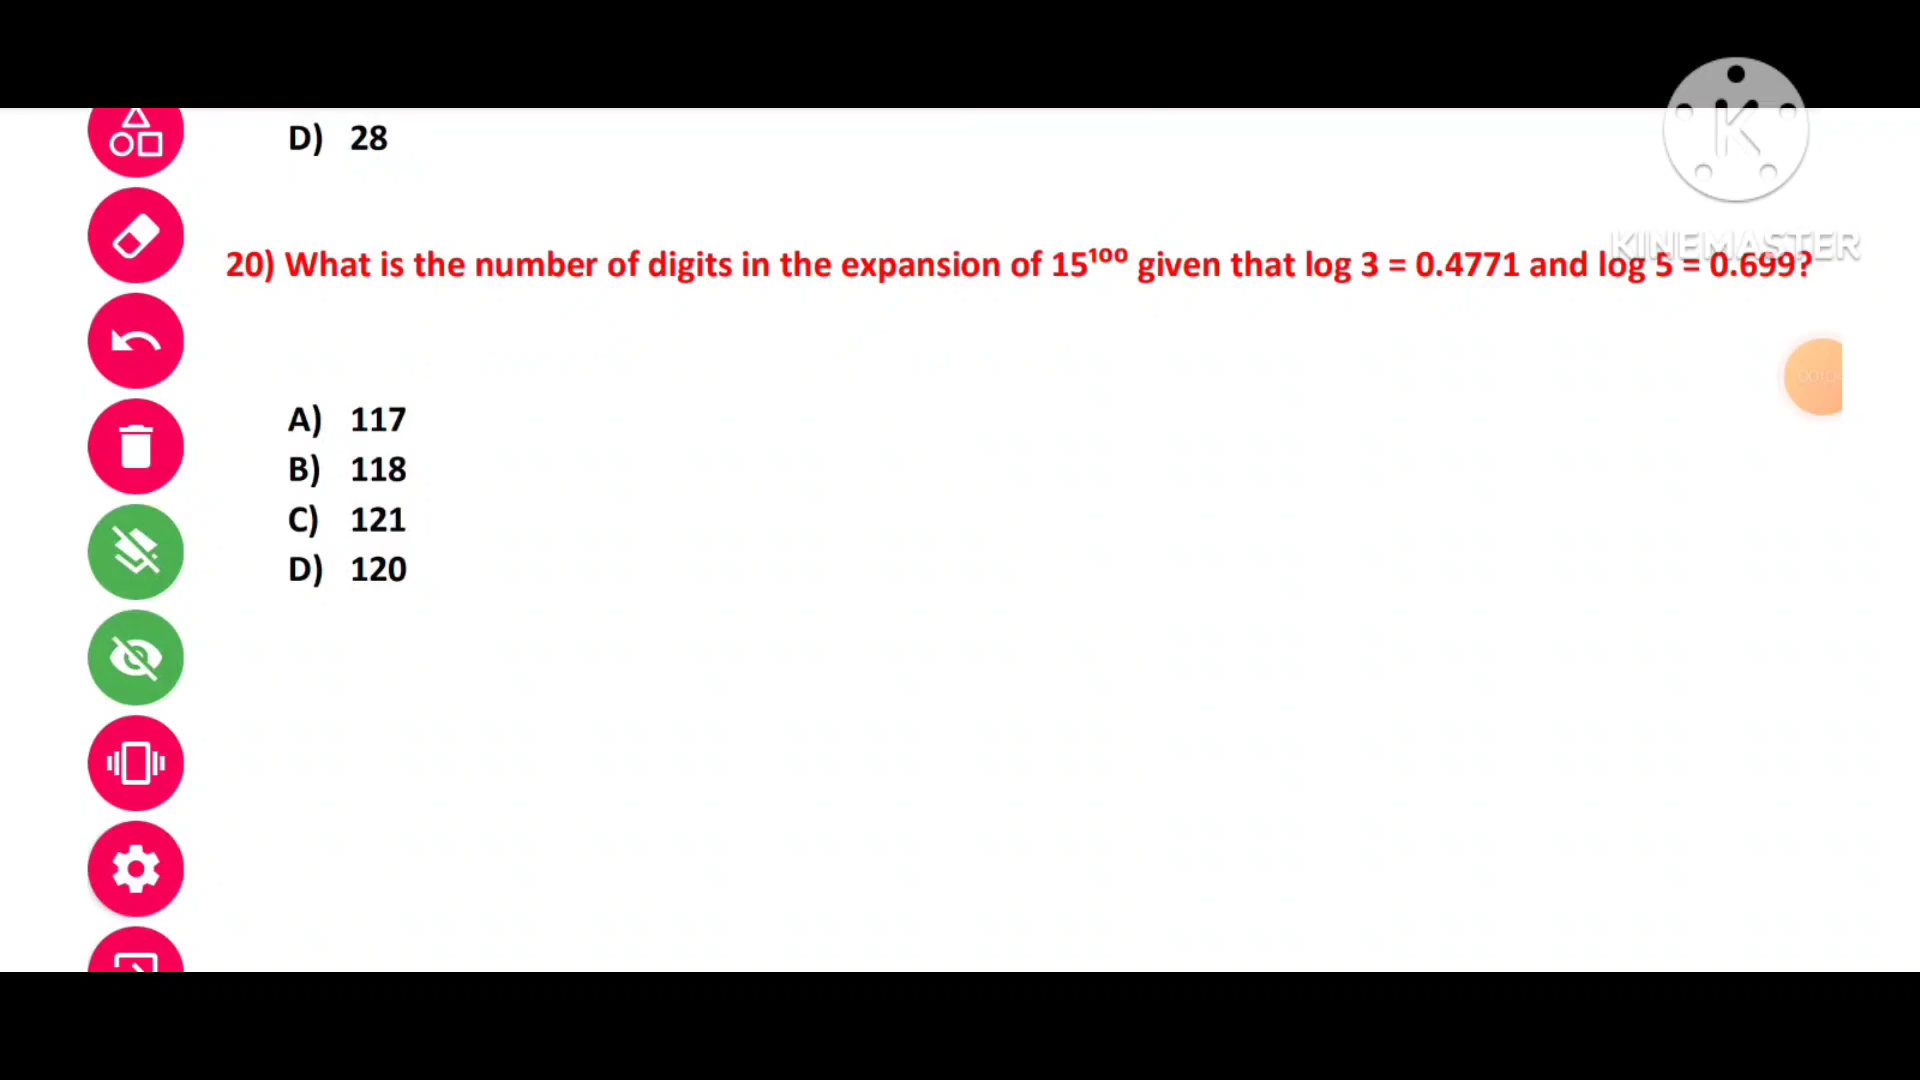 D) 28
KINEMASTER
20) What is the number of digits in the expansion of 15¹⁰⁰ given that log 3 = 0.4771 and log 5 = 0.699?
A) 117
B) 118
C) 121
D) 120